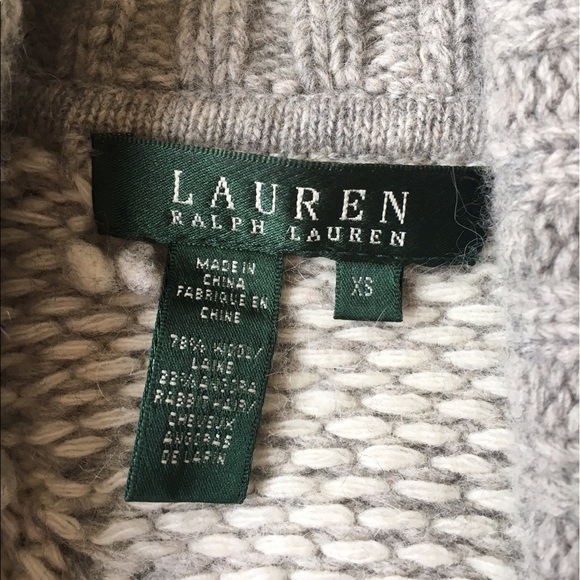 LAUREN
RALPH LAUREN
XS
MADE IN
CHINA
FABRIQUE EN
CHINE
78% WOOL/
LAINE
22% ANGORA
RABBIT HAIR/
CHEVEUX
ANGORAS
DE LAPIN